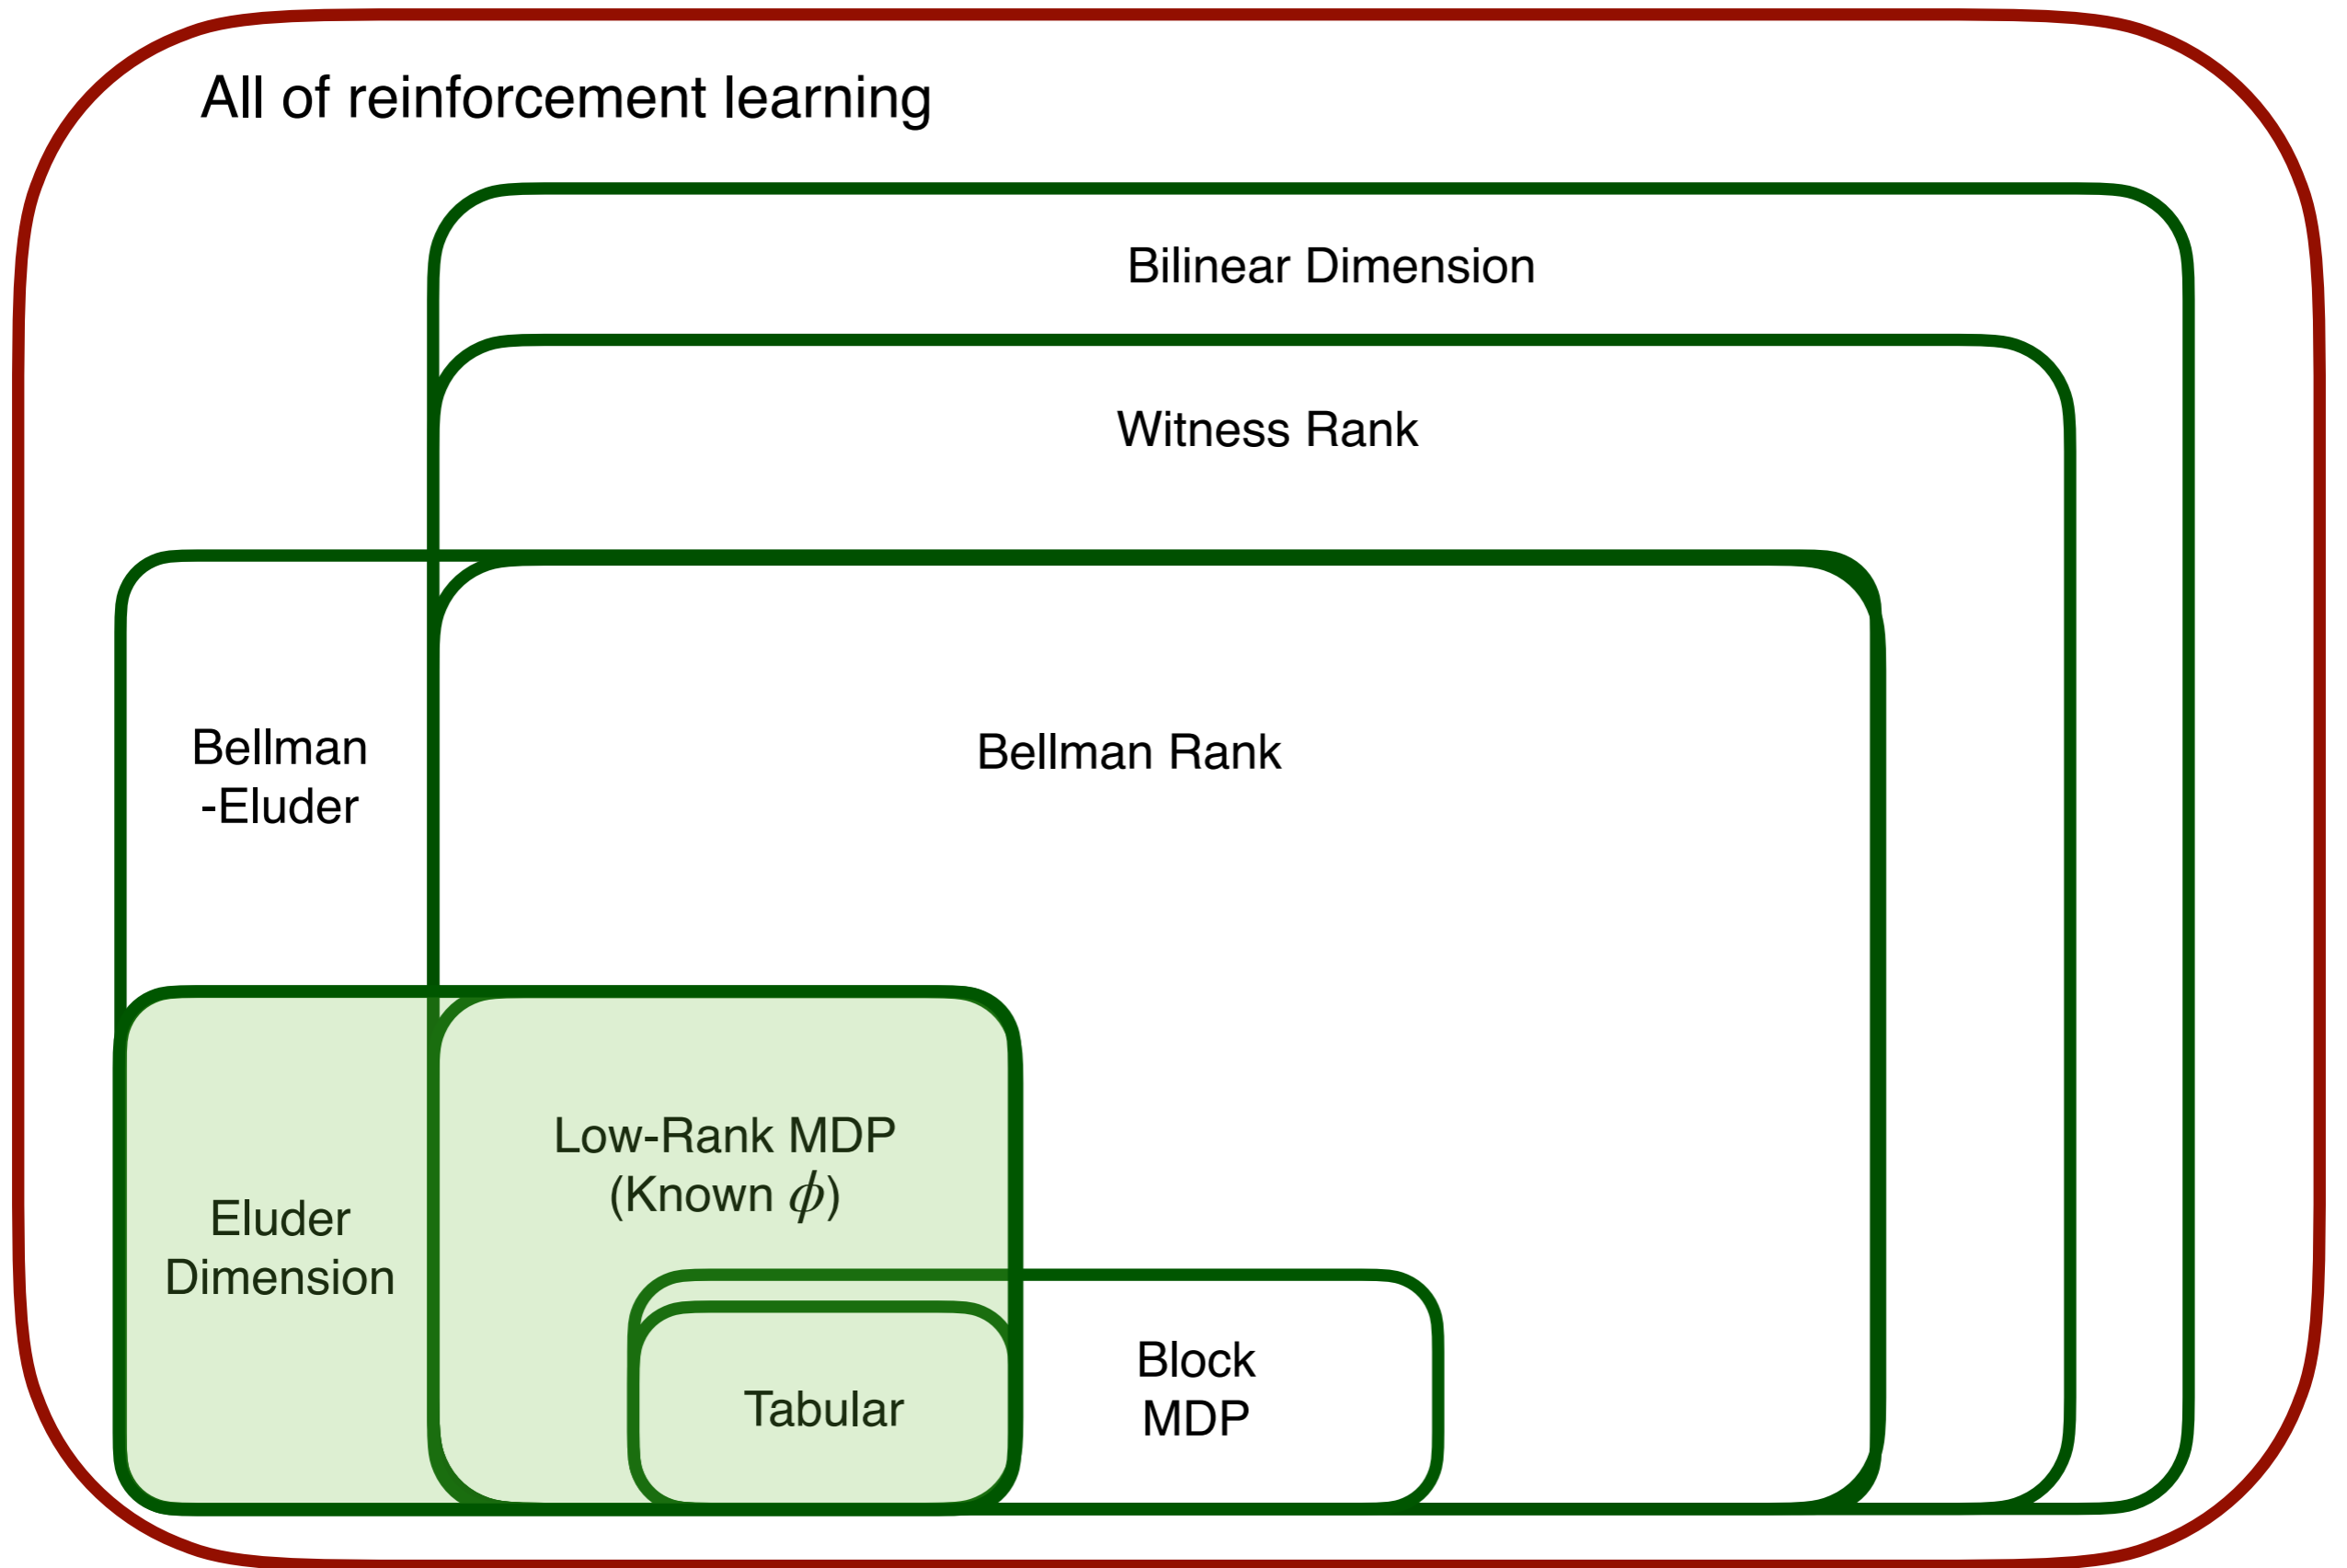 All of reinforcement learning
Bilinear Dimension
Witness Rank
Bellman
-Eluder
Bellman Rank
Low-Rank MDP
(Known ϕ)
Eluder
Dimension
Block
MDP
Tabular